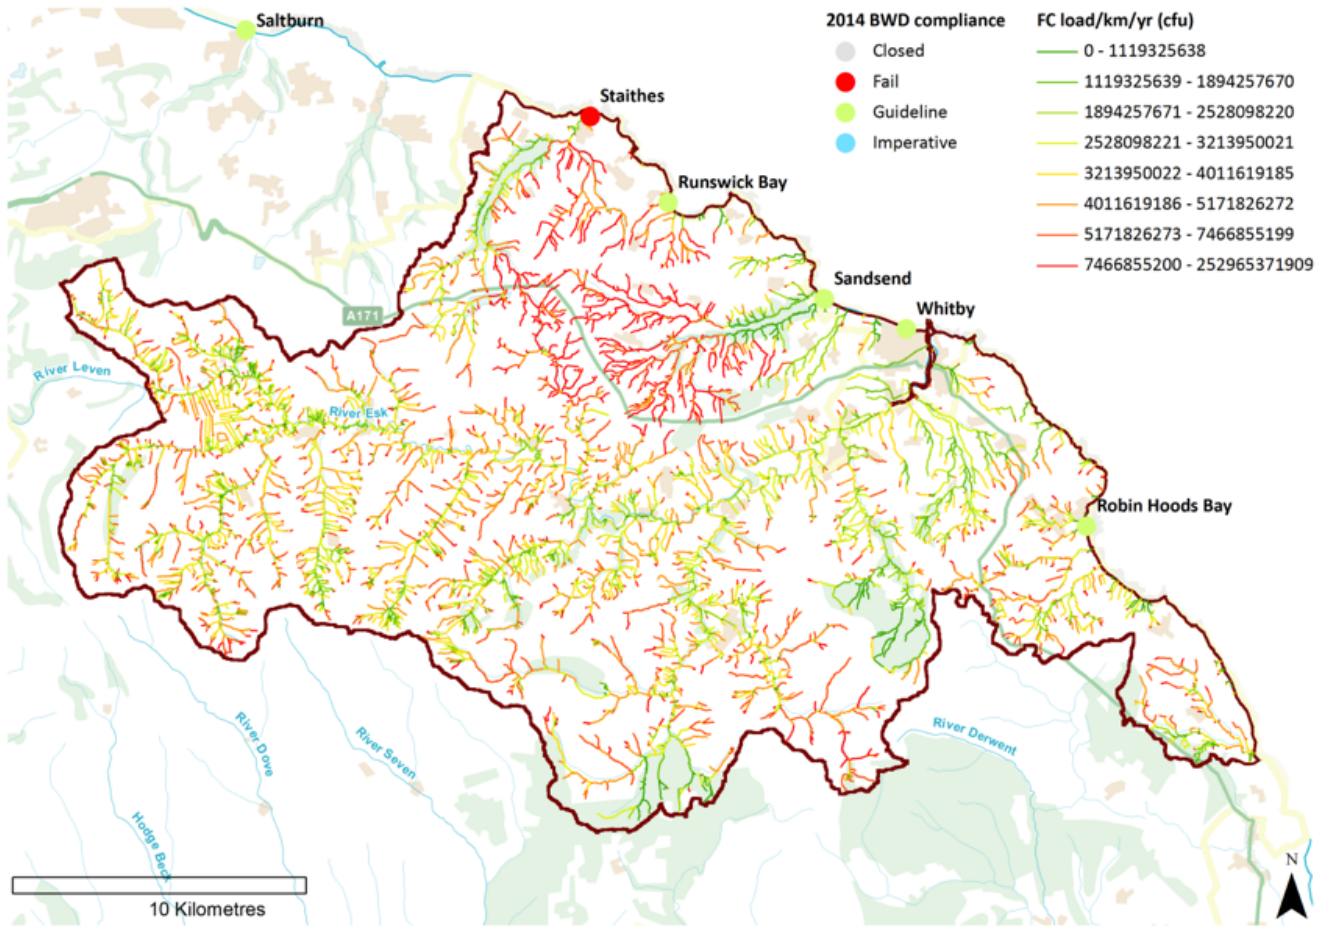 Saltburn
Staithes
Runswick Bay
Sandsend
Whitby
Robin Hoods Bay
A171
River Leven
River Esk
River Dove
River Seven
Hodge Beck
River Derwent
2014 BWD compliance
Closed
Fail
Guideline
Imperative
FC load/km/yr (cfu)
0 - 1119325638
1119325639 - 1894257670
1894257671 - 2528098220
2528098221 - 3213950021
3213950022 - 4011619185
4011619186 - 5171826272
5171826273 - 7466855199
7466855200 - 252965371909
10 Kilometres
N